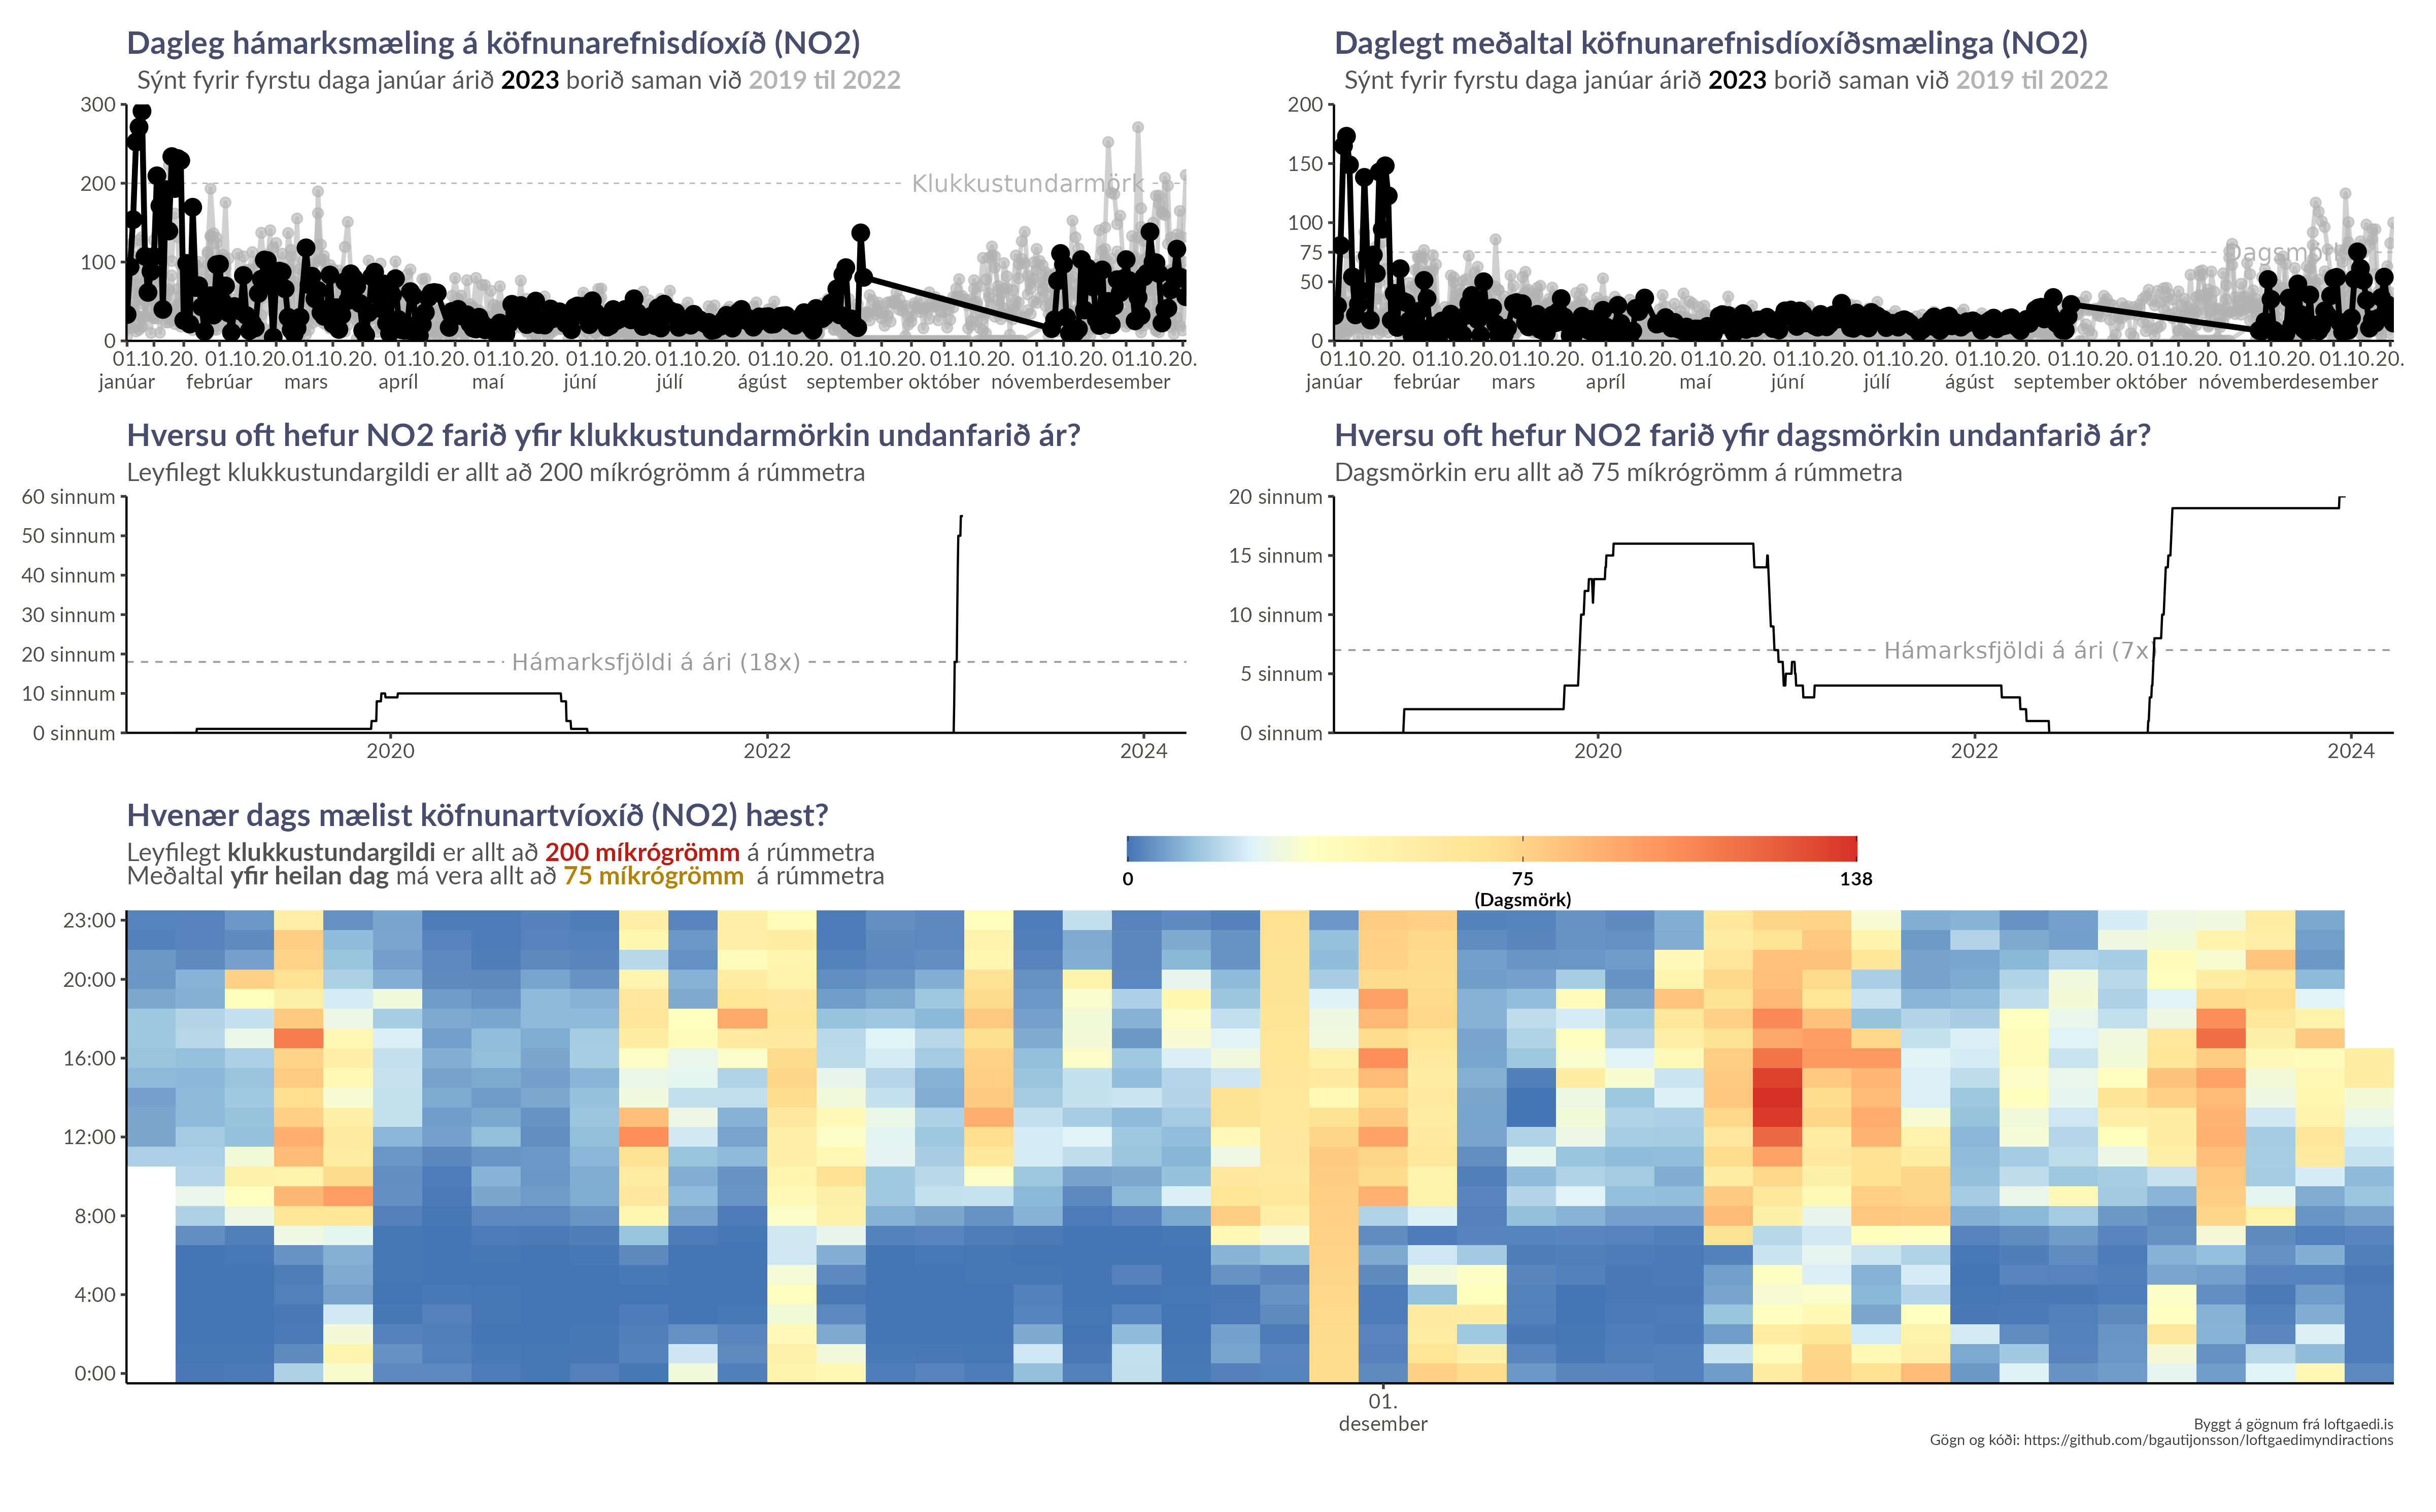 Dagleg hámarksmæling á köfnunarefnisdíoxíð (NO2)
Sýnt fyrir fyrstu daga janúar árið 2023 borið saman við 2019 til 2022
300
200
100
0
Klukkustundarmörk
01.10.20. 01.10.20. 01.10.20. 01.10.20. 01.10.20. 01.10.20. 01.10.20. 01.10.20. 01.10.20. 01.10.20. 01.10.20. 01.10.20.
janúar febrúar mars apríl maí júní júlí ágúst september október nóvember desember
Daglegt meðaltal köfnunarefnisdíoxíðsmælinga (NO2)
Sýnt fyrir fyrstu daga janúar árið 2023 borið saman við 2019 til 2022
200
150
100
75
50
0
Dagsmörk
01.10.20. 01.10.20. 01.10.20. 01.10.20. 01.10.20. 01.10.20. 01.10.20. 01.10.20. 01.10.20. 01.10.20. 01.10.20. 01.10.20.
janúar febrúar mars apríl maí júní júlí ágúst september október nóvember desember
Hversu oft hefur NO2 farið yfir klukkustundarmörkin undanfarið ár?
Leyfilegt klukkustundargildi er allt að 200 míkrógrömm á rúmmetra
60 sinnum
50 sinnum
40 sinnum
30 sinnum
20 sinnum
10 sinnum
0 sinnum
Hámarksfjöldi á ári (18x)
2020 2022 2024
Hversu oft hefur NO2 farið yfir dagsmörkin undanfarið ár?
Dagsmörkin eru allt að 75 míkrógrömm á rúmmetra
20 sinnum
15 sinnum
10 sinnum
5 sinnum
0 sinnum
Hámarksfjöldi á ári (7x)
2020 2022 2024
Hvenær dags mælist köfnunartvíoxíð (NO2) hæst?
Leyfilegt klukkustundargildi er allt að 200 míkrógrömm á rúmmetra
Meðaltal yfir heilan dag má vera allt að 75 míkrógrömm á rúmmetra
0 75 138
(Dagsmörk)
23:00
20:00
16:00
12:00
8:00
4:00
0:00
01.
desember
Byggt á gögnum frá loftgaedi.is
Gögn og kóði: https://github.com/bgautijonsson/loftgaedimyndiractions